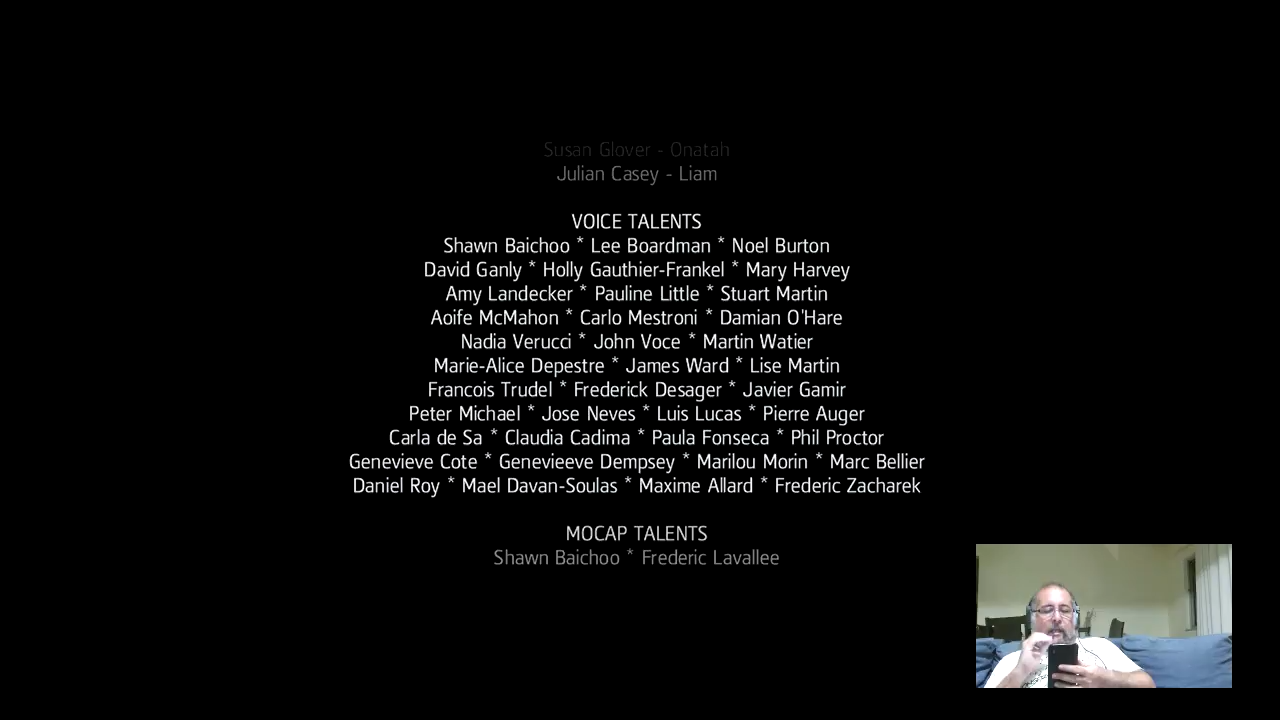 Susan Glover - Onatah
Julian Casey - Liam
VOICE TALENTS
Shawn Baichoo * Lee Boardman * Noel Burton
David Ganly * Holly Gauthier-Frankel * Mary Harvey
Amy Landecker * Pauline Little * Stuart Martin
Aoife McMahon * Carlo Mestroni * Damian O'Hare
Nadia Verucci * John Voce * Martin Watier
Marie-Alice Depestre * James Ward * Lise Martin
Francois Trudel * Frederick Desager * Javier Gamir
Peter Michael * Jose Neves * Luis Lucas * Pierre Auger
Carla de Sa * Claudia Cadima * Paula Fonseca * Phil Proctor
Genevieve Cote * Genevieeve Dempsey * Marilou Morin * Marc Bellier
Daniel Roy * Mael Davan-Soulas * Maxime Allard * Frederic Zacharek
MOCAP TALENTS
Shawn Baichoo * Frederic Lavallee